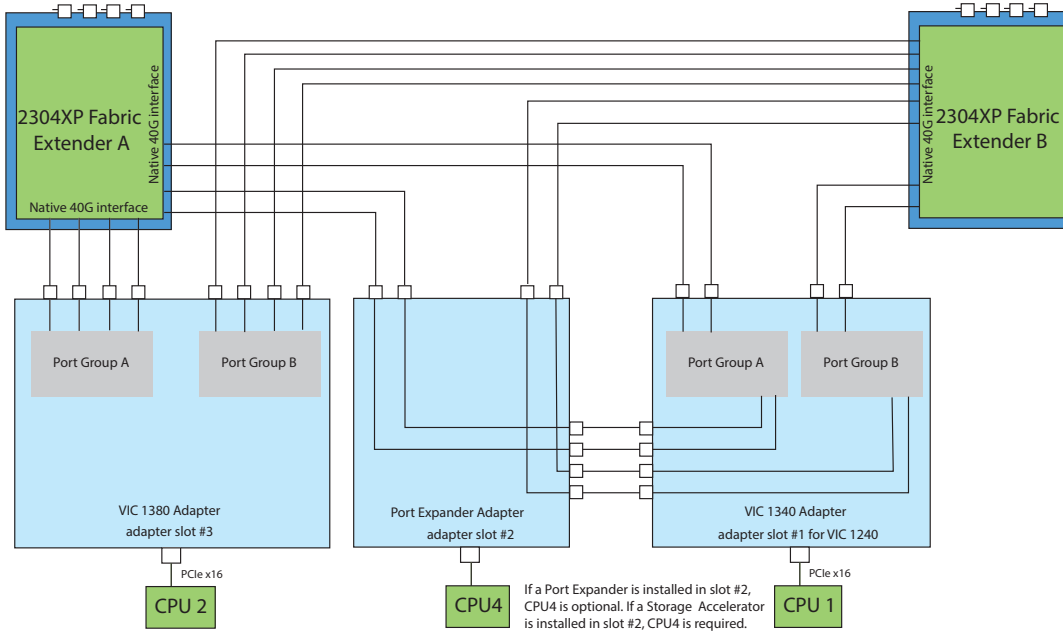 2304XP Fabric
Extender A
Native 40G interface
Native 40G interface
2304XP Fabric
Extender B
Native 40G interface
Port Group A
Port Group B
Port Group A
Port Group B
VIC 1380 Adapter
adapter slot #3
Port Expander Adapter
adapter slot #2
VIC 1340 Adapter
adapter slot #1 for VIC 1240
PCIe x16
CPU 2
CPU4
If a Port Expander is installed in slot #2,
CPU4 is optional. If a Storage Accelerator
is installed in slot #2, CPU4 is required.
PCIe x16
CPU 1